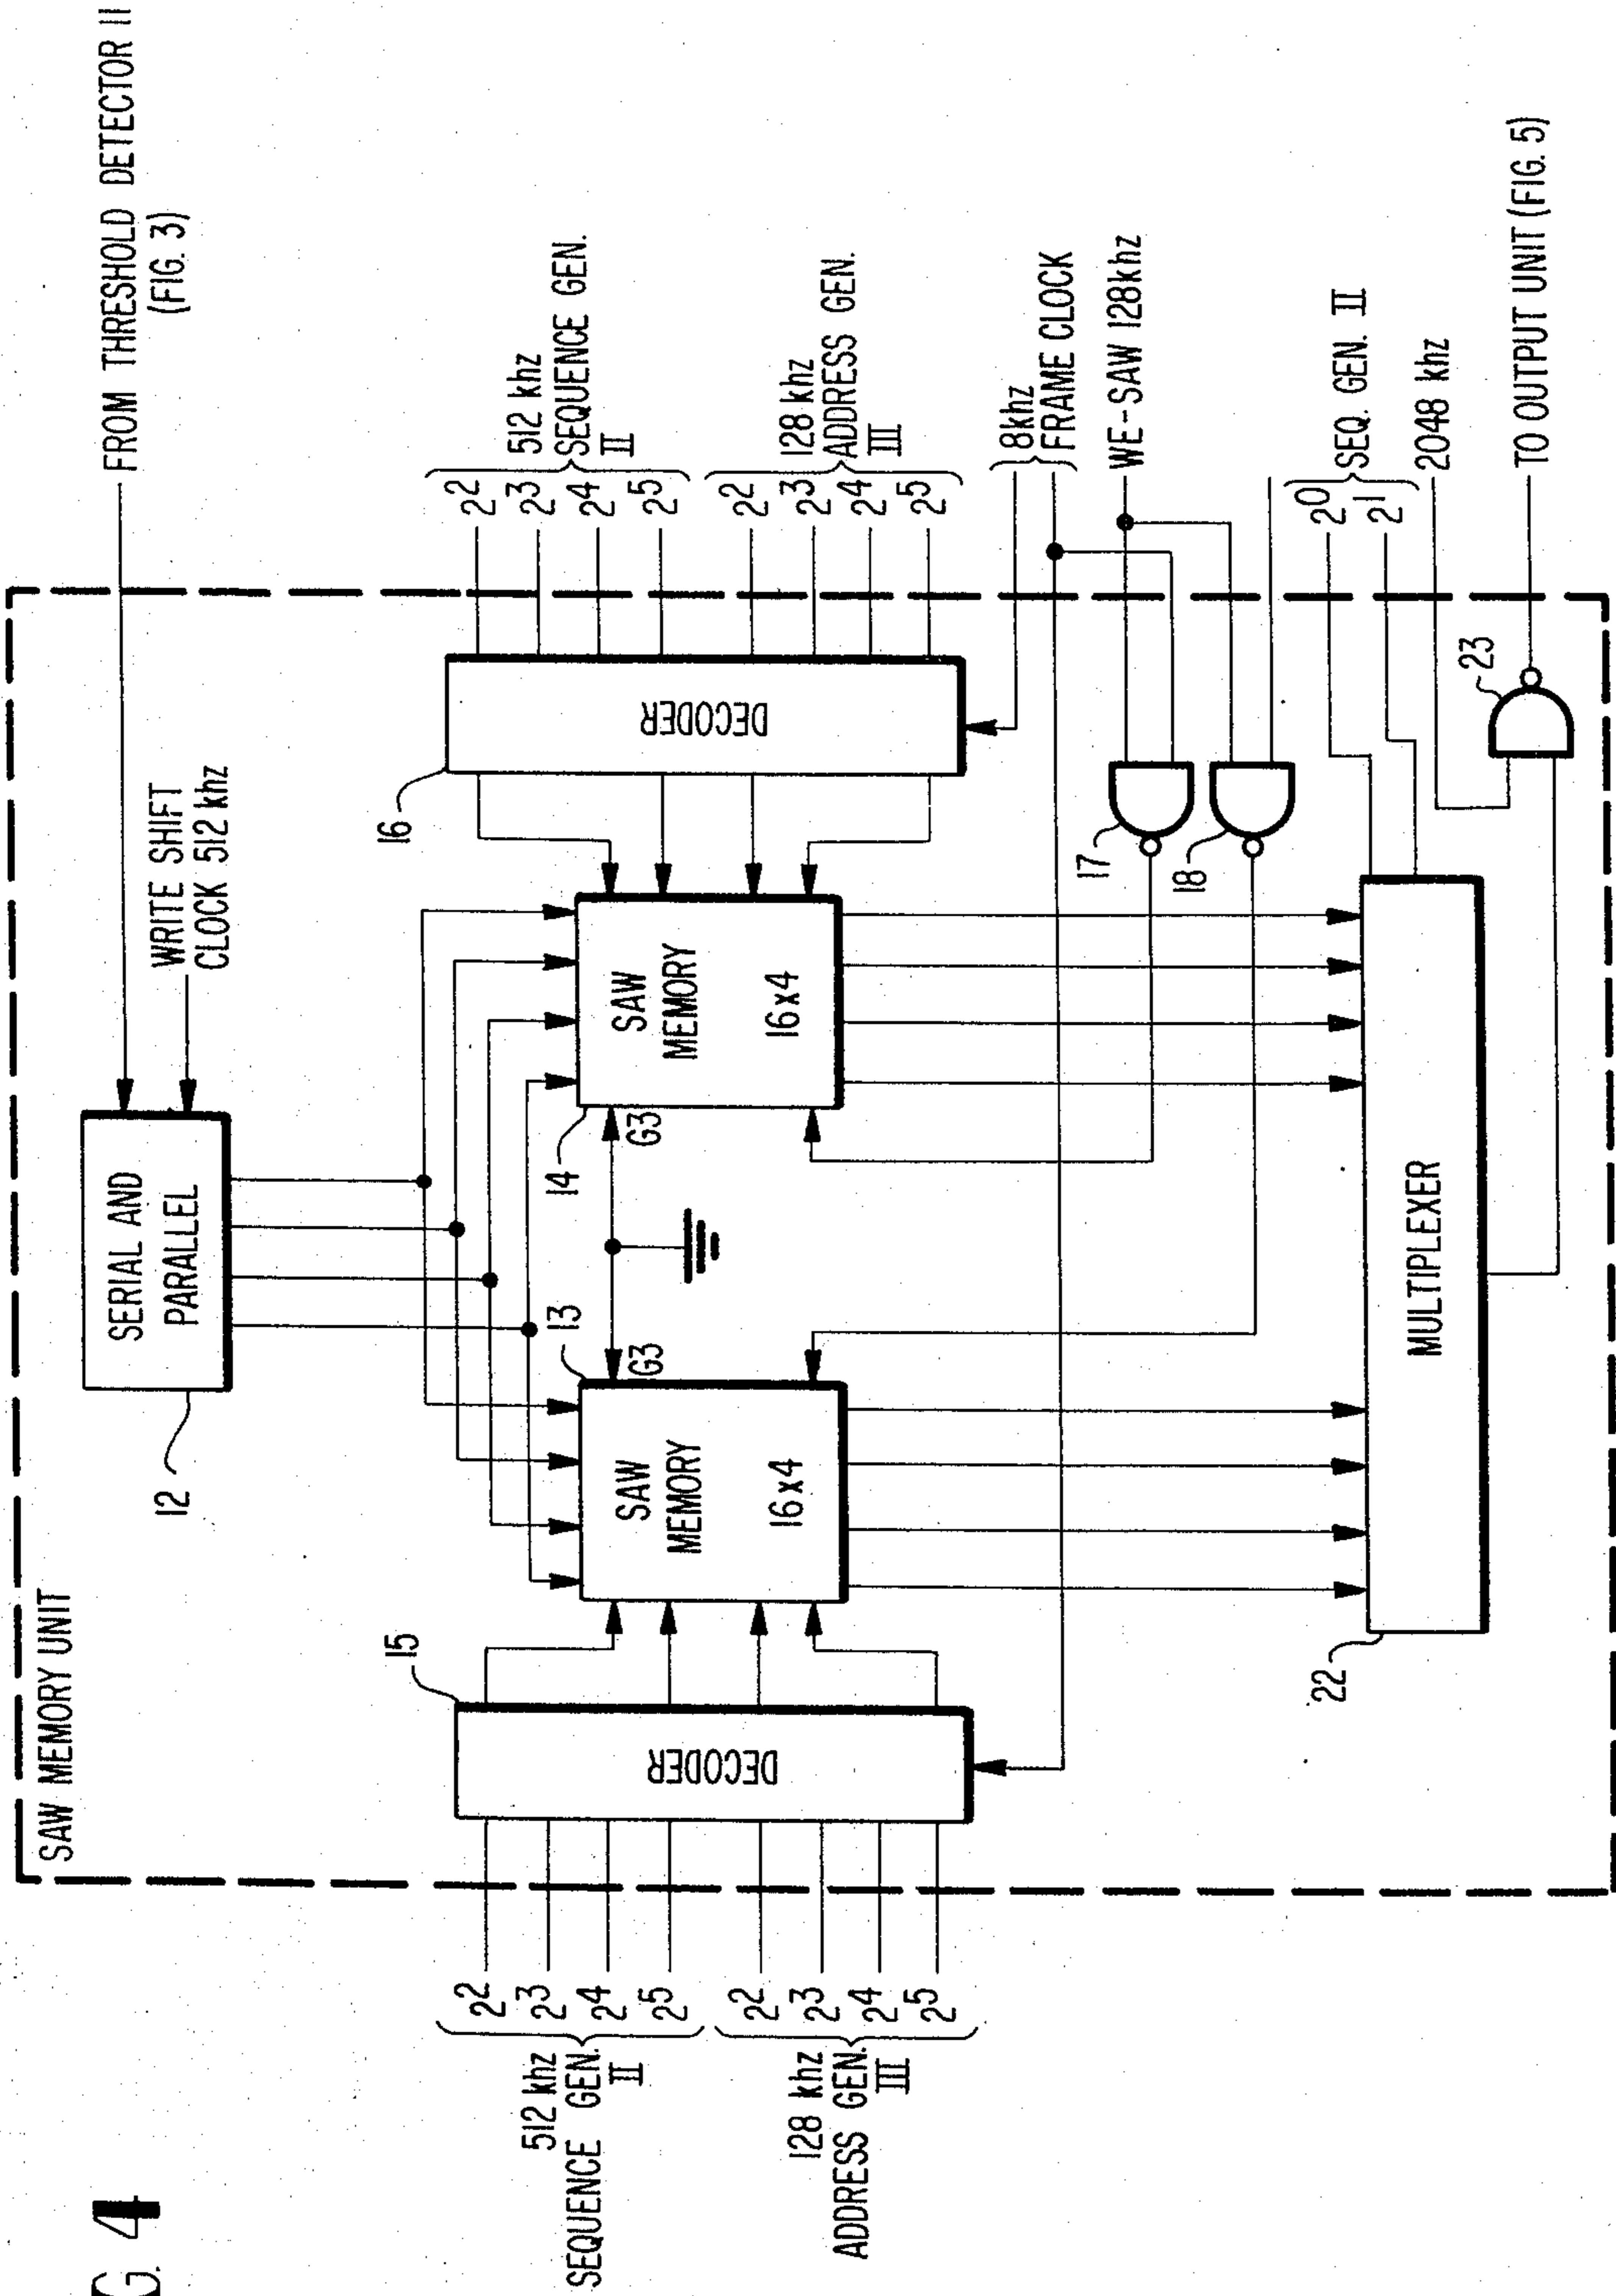 G. 4
SAW MEMORY UNIT
FROM THRESHOLD DETECTOR II
(FIG. 3)
WRITE SHIFT
CLOCK 512 khz
SERIAL AND
PARALLEL
12
512 khz
SEQUENCE GEN.
II
2²
2³
2⁴
2⁵
128 khz
ADDRESS GEN.
III
2²
2³
2⁴
2⁵
15
DECODER
13
G3
SAW
MEMORY
16x4
14
G3
SAW
MEMORY
16x4
16
DECODER
2²
2³
2⁴
2⁵
512 khz
SEQUENCE GEN.
II
2²
2³
2⁴
2⁵
128 khz
ADDRESS GEN.
III
8khz
FRAME CLOCK
WE-SAW 128khz
17
18
2⁰
2¹
SEQ. GEN. II
2048 khz
22
MULTIPLEXER
23
TO OUTPUT UNIT (FIG. 5)